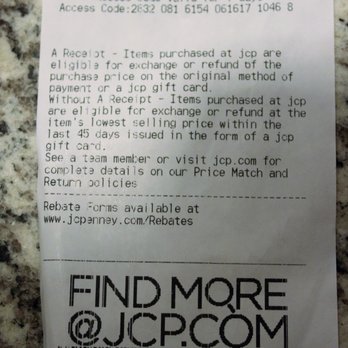 Access Code:2832 081 6154 061617 1046 8
A Receipt - Items purchased at jcp are
eligible for exchange or refund of the
purchase price on the original method of
payment or a jcp gift card.
Without A Receipt - Items purchased at jcp
are eligible for exchange or refund at the
item's lowest selling price within the
last 45 days issued in the form of a jcp
gift card.
See a team member or visit jcp.com for
complete details on our Price Match and
Return policies
Rebate Forms available at
www.jcpenney.com/Rebates
FIND MORE
@JCP.COM